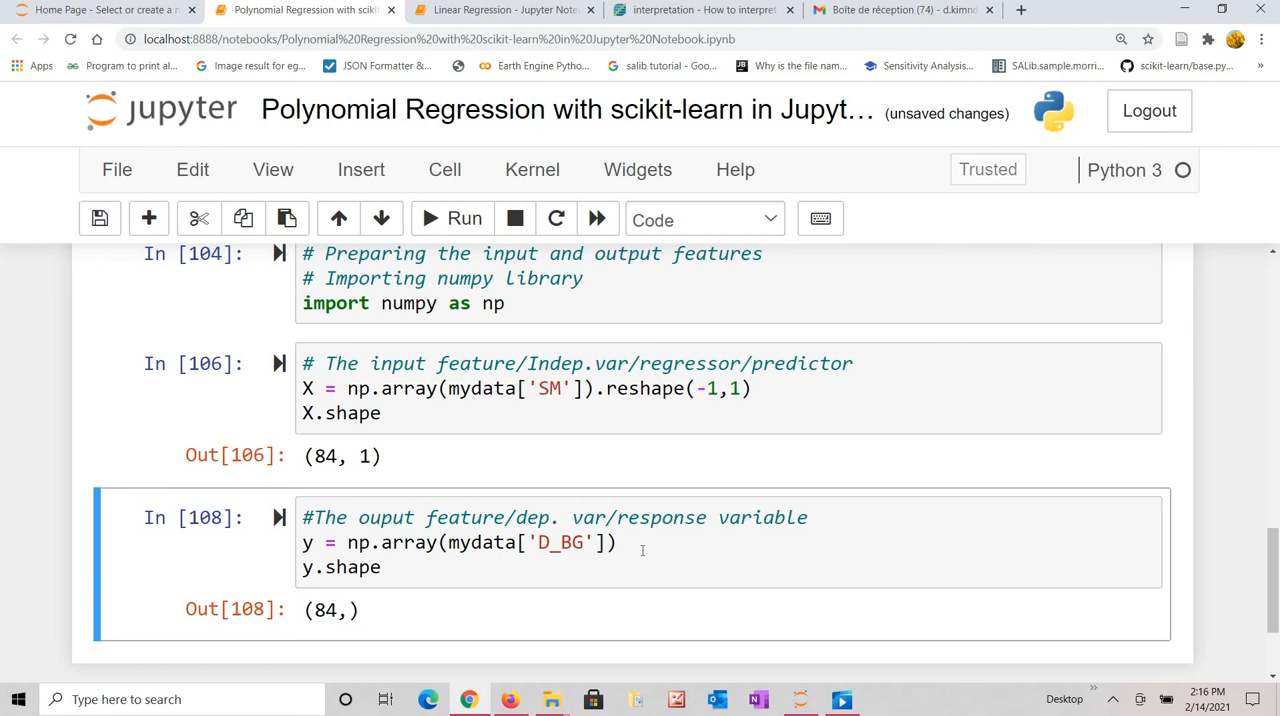 Home Page - Select or create a n
Polynomial Regression with scikit
Linear Regression - Jupyter Note
interpretation - How to interpret
Boîte de réception (74) - d.kimnd
localhost:8888/notebooks/Polynomial%20Regression%20with%20scikit-learn%20in%20Jupyter%20Notebook.ipynb
Apps
Program to print al...
Image result for eg...
JSON Formatter &...
Earth Engine Pytho...
salib tutorial - Goo...
Why is the file nam...
Sensitivity Analysis...
SALib.sample.morri...
scikit-learn/base.py...
»
jupyter
Polynomial Regression with scikit-learn in Jupyt... (unsaved changes)
Logout
File Edit View Insert Cell Kernel Widgets Help
Trusted
Python 3
Run
Code
In [104]:
# Preparing the input and output features
# Importing numpy library
import numpy as np
In [106]:
# The input feature/Indep.var/regressor/predictor
X = np.array(mydata['SM']).reshape(-1,1)
X.shape
Out[106]: (84, 1)
In [108]:
#The ouput feature/dep. var/response variable
y = np.array(mydata['D_BG'])
y.shape
Out[108]: (84,)
Type here to search
Desktop
»
2:16 PM
2/14/2021